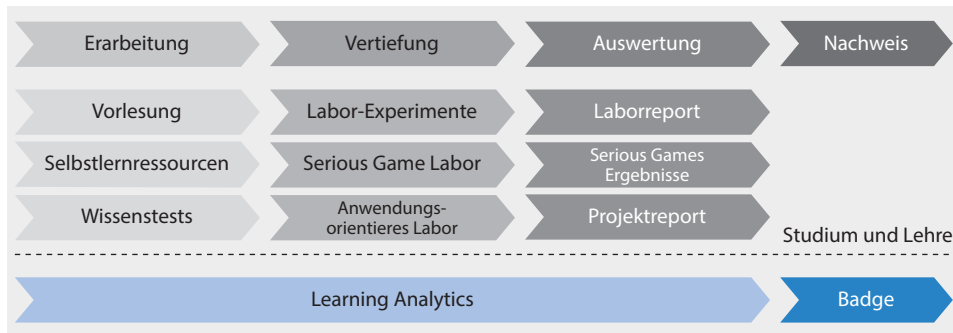 Erarbeitung
Vertiefung
Auswertung
Nachweis
Vorlesung
Labor-Experimente
Laborreport
Selbstlernressourcen
Serious Game Labor
Serious Games
Ergebnisse
Wissenstests
Anwendungs-
orientieres Labor
Projektreport
Studium und Lehre
Learning Analytics
Badge